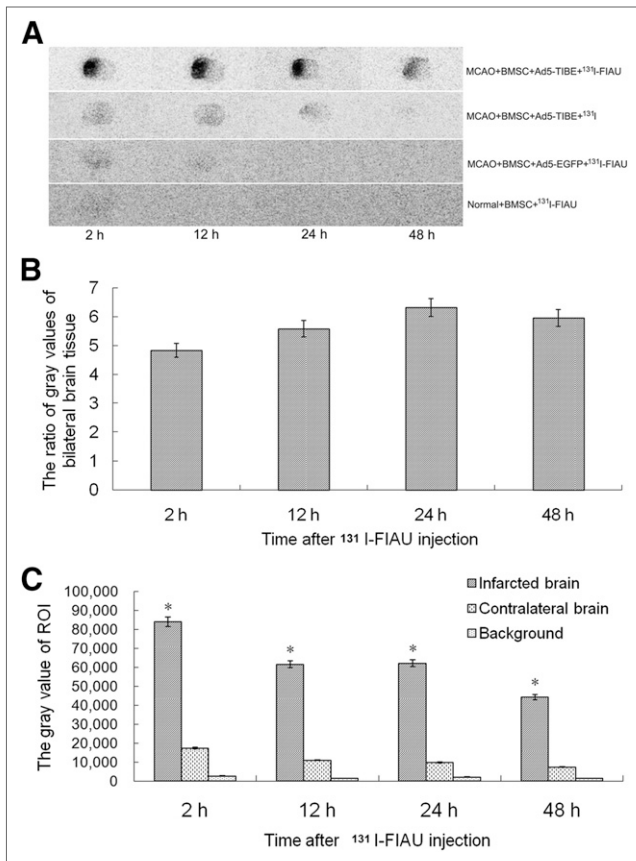 A
MCAO+BMSC+Ad5-TIBE+¹³¹I-FIAU
MCAO+BMSC+Ad5-TIBE+¹³¹I
MCAO+BMSC+Ad5-EGFP+¹³¹I-FIAU
Normal+BMSC+¹³¹I-FIAU
2 h 12 h 24 h 48 h
B
The ratio of gray values of
bilateral brain tissue
7
6
5
4
3
2
1
0
2 h 12 h 24 h 48 h
Time after ¹³¹ I-FIAU injection
C
The gray value of ROI
100,000
90,000
80,000
70,000
60,000
50,000
40,000
30,000
20,000
10,000
0
* * * *
Infarcted brain
Contralateral brain
Background
2 h 12 h 24 h 48 h
Time after ¹³¹ I-FIAU injection